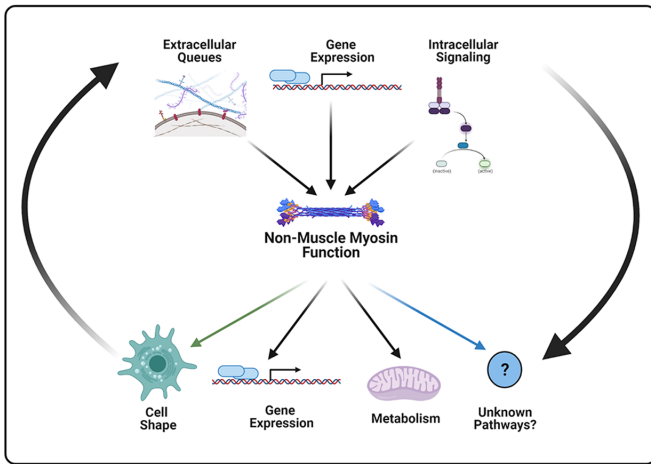 Extracellular
Queues
Gene
Expression
Intracellular
Signaling
(inactive)
(active)
Non-Muscle Myosin
Function
?
Cell
Shape
Gene
Expression
Metabolism
Unknown
Pathways?